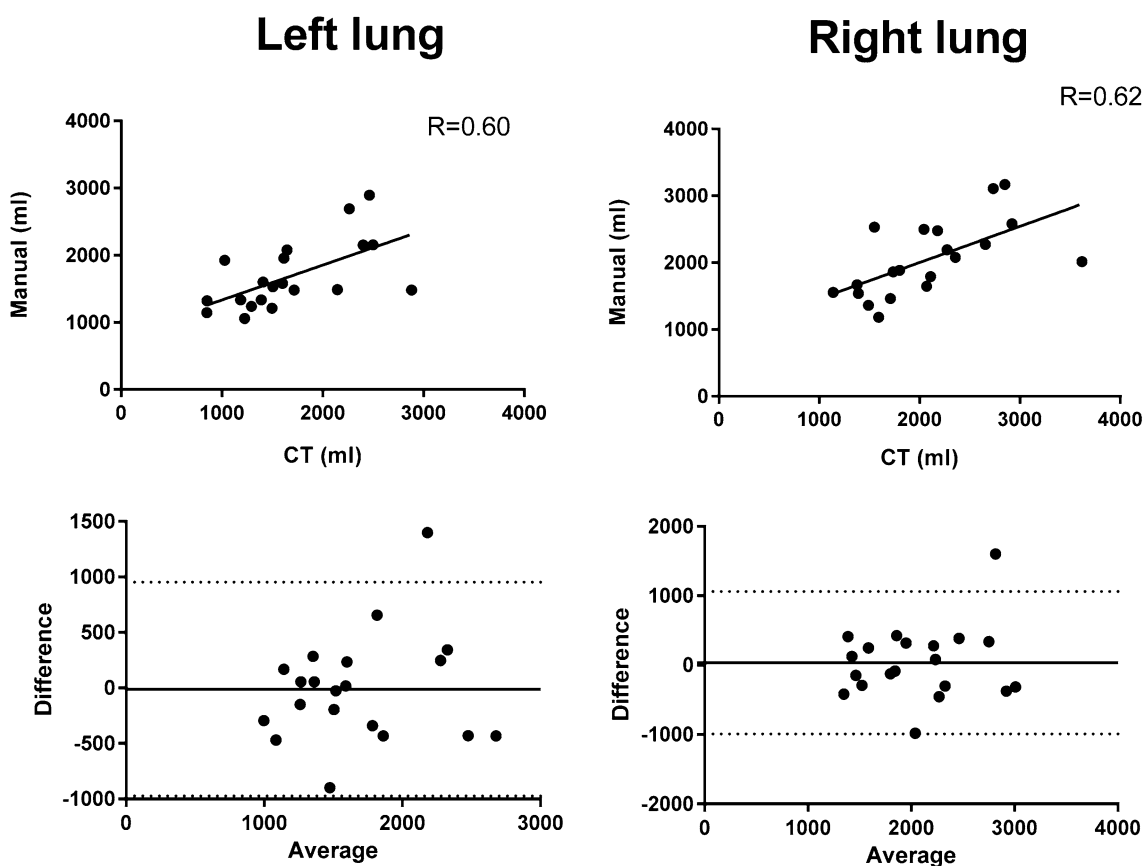 Left lung
R=0.60
Manual (ml)
4000
3000
2000
1000
0
0 1000 2000 3000 4000
CT (ml)
Right lung
R=0.62
Manual (ml)
4000
3000
2000
1000
0
0 1000 2000 3000 4000
CT (ml)
Difference
1500
1000
500
0
-500
-1000
0 1000 2000 3000
Average
Difference
2000
1000
0
-1000
-2000
0 1000 2000 3000 4000
Average